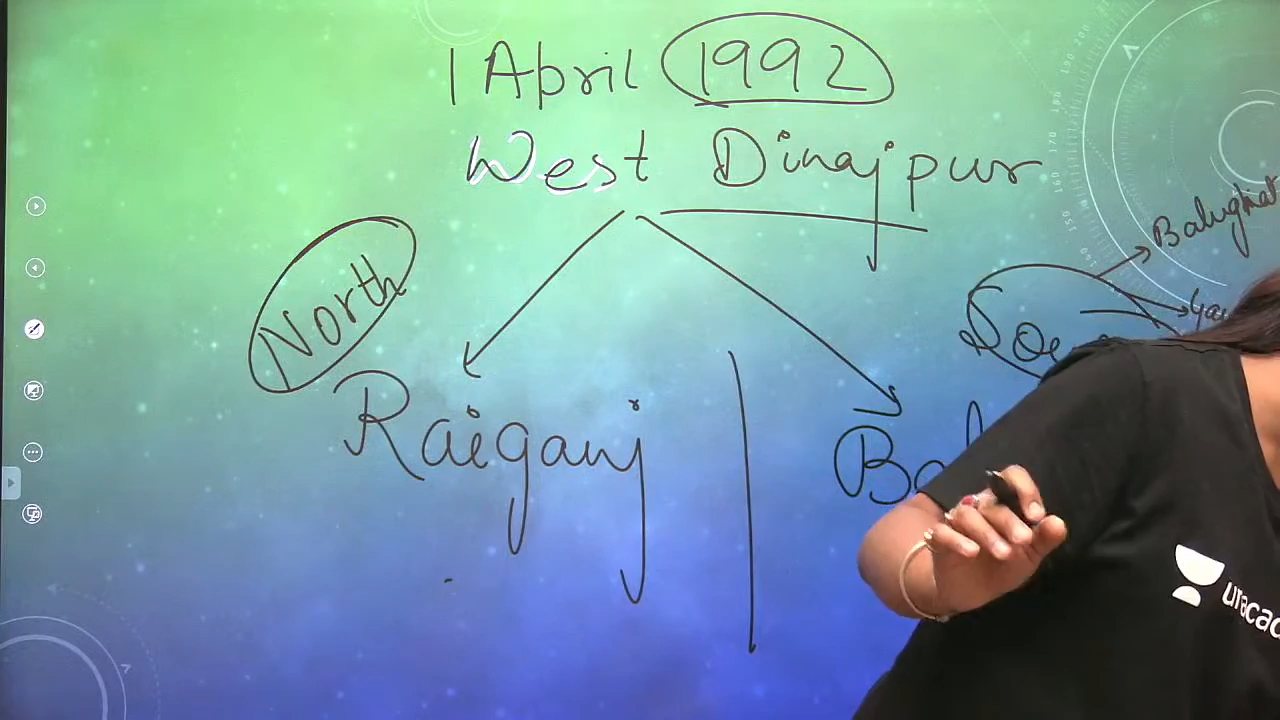 1 April 1992
West Dinajpur
North
Balughat
Raiganj